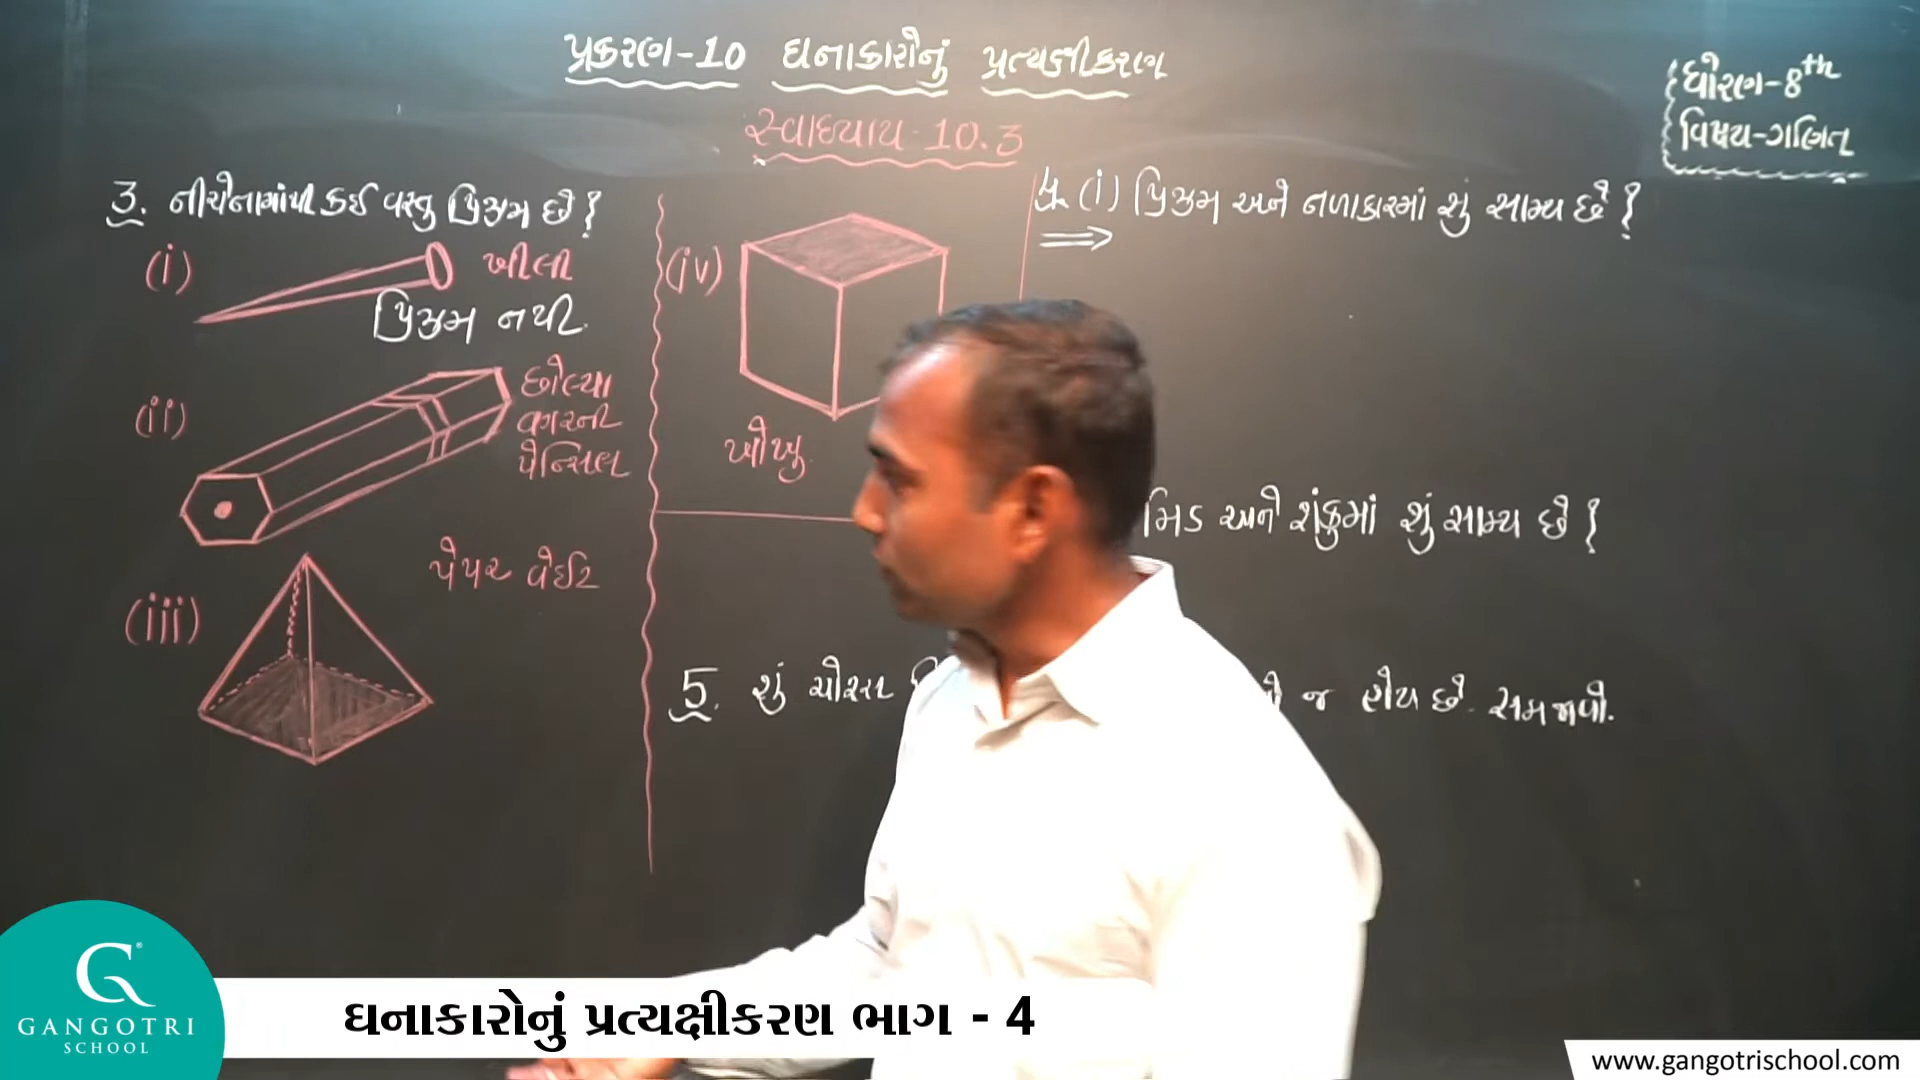 પ્રકરણ-10 ઘનાકારોનું પ્રત્યક્ષીકરણ
ધોરણ-8th
વિષય-ગણિત
સ્વાધ્યાય-10.3
3. નીચેનામાંથી કઈ વસ્તુ પ્રિઝમ છે?
(i) ખીલી
પ્રિઝમ નથી.
(ii) છોલ્યા
વગરની
પેન્સિલ
(iii) પેપર વેઈટ
(iv)
ખોખુ.
4. (i) પ્રિઝમ અને નળાકારમાં શું સામ્ય છે?
⇒
મિડ અને શંકુમાં શું સામ્ય છે?
5. શું ચોરસ જ હોય છે. સમજાવો.
GANGOTRI
SCHOOL
ઘનાકારોનું પ્રત્યક્ષીકરણ ભાગ - 4
www.gangotrischool.com